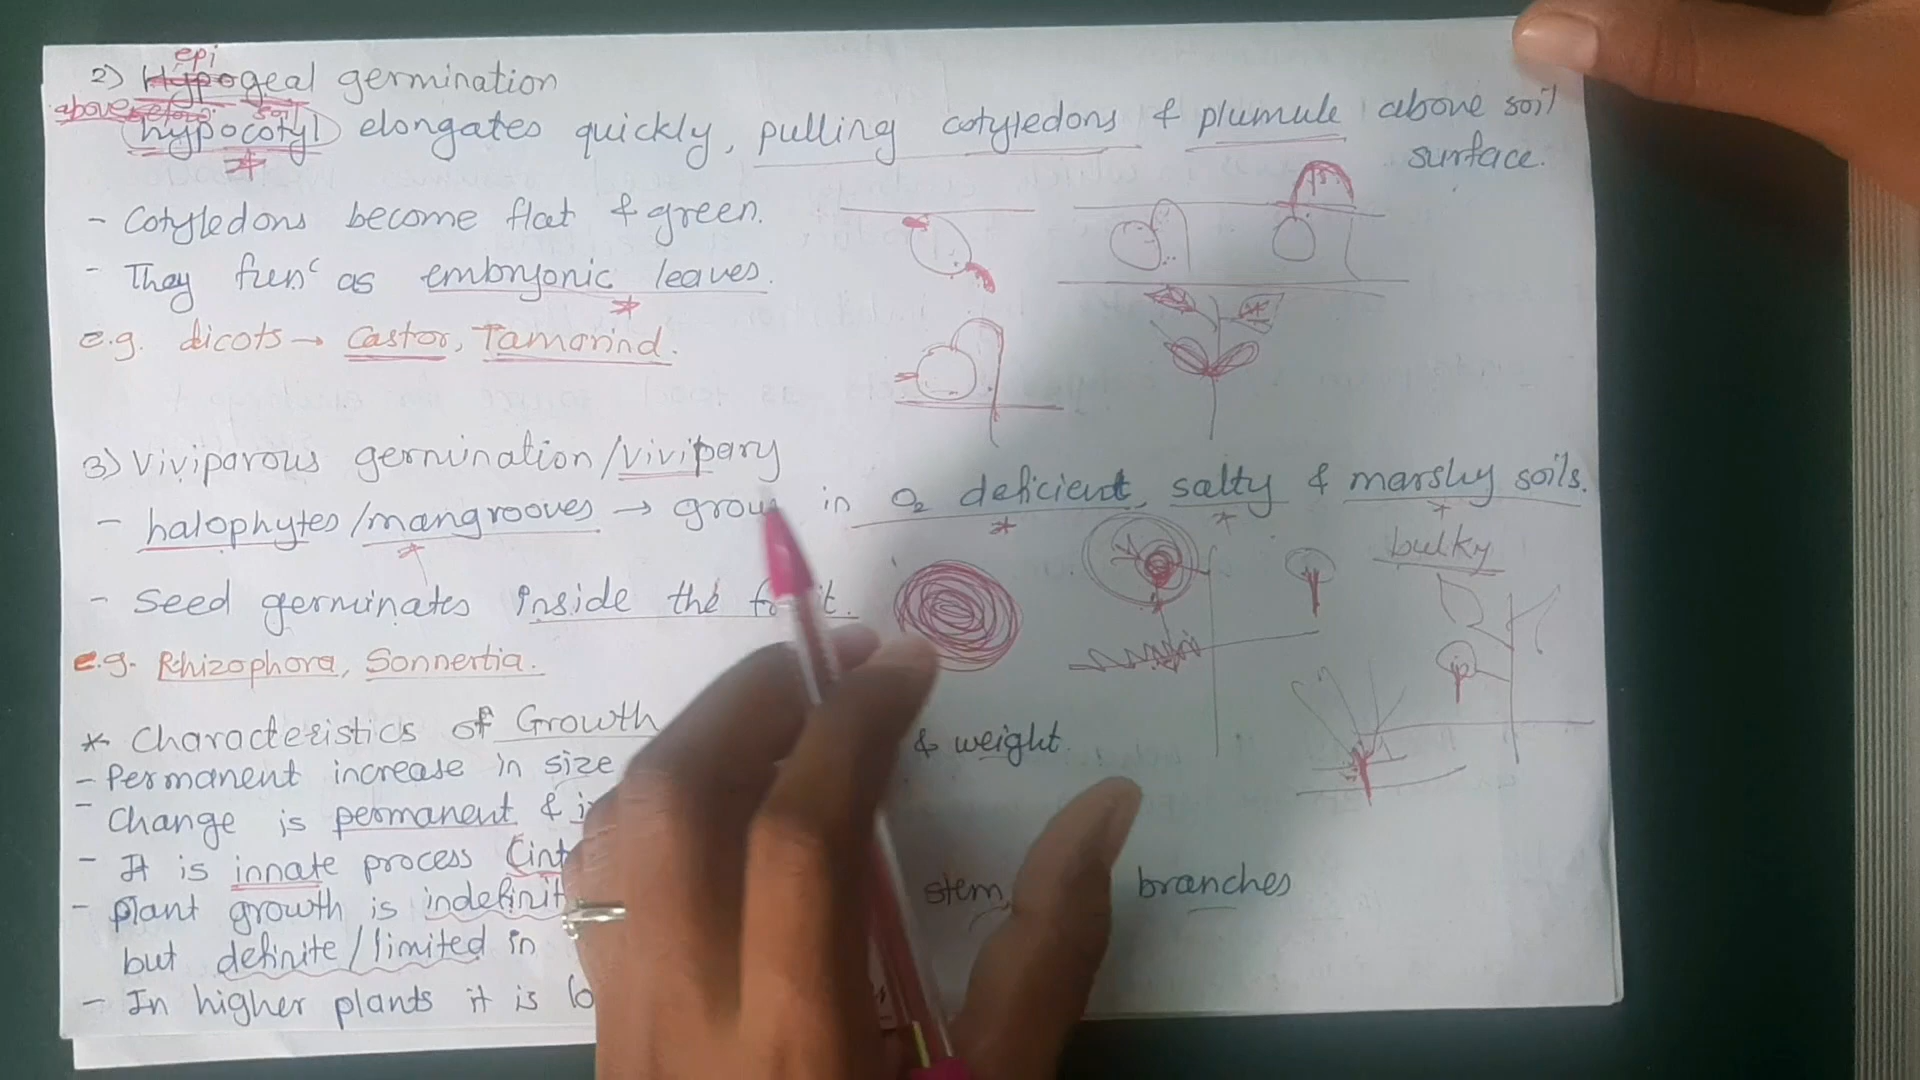 epi
2) Hypogeal germination
above soil
hypocotyl elongates quickly, pulling cotyledons & plumule above soil
surface.
- Cotyledons become flat & green.
- They funᶜ as embryonic leaves.
e.g. dicots → Castor, Tamarind.
3) Viviparous germination/vivipary
- halophytes/mangrooves → grow in O₂ deficient, salty & marshy soils.
bulky
- Seed germinates inside the
e.g. Rhizophora, Sonnertia.
* Characteristics of Growth
- Permanent increase in size & weight.
- Change is permanent &
- It is innate process
- plant growth is stem, branches
but definite/limited in
- In higher plants it is